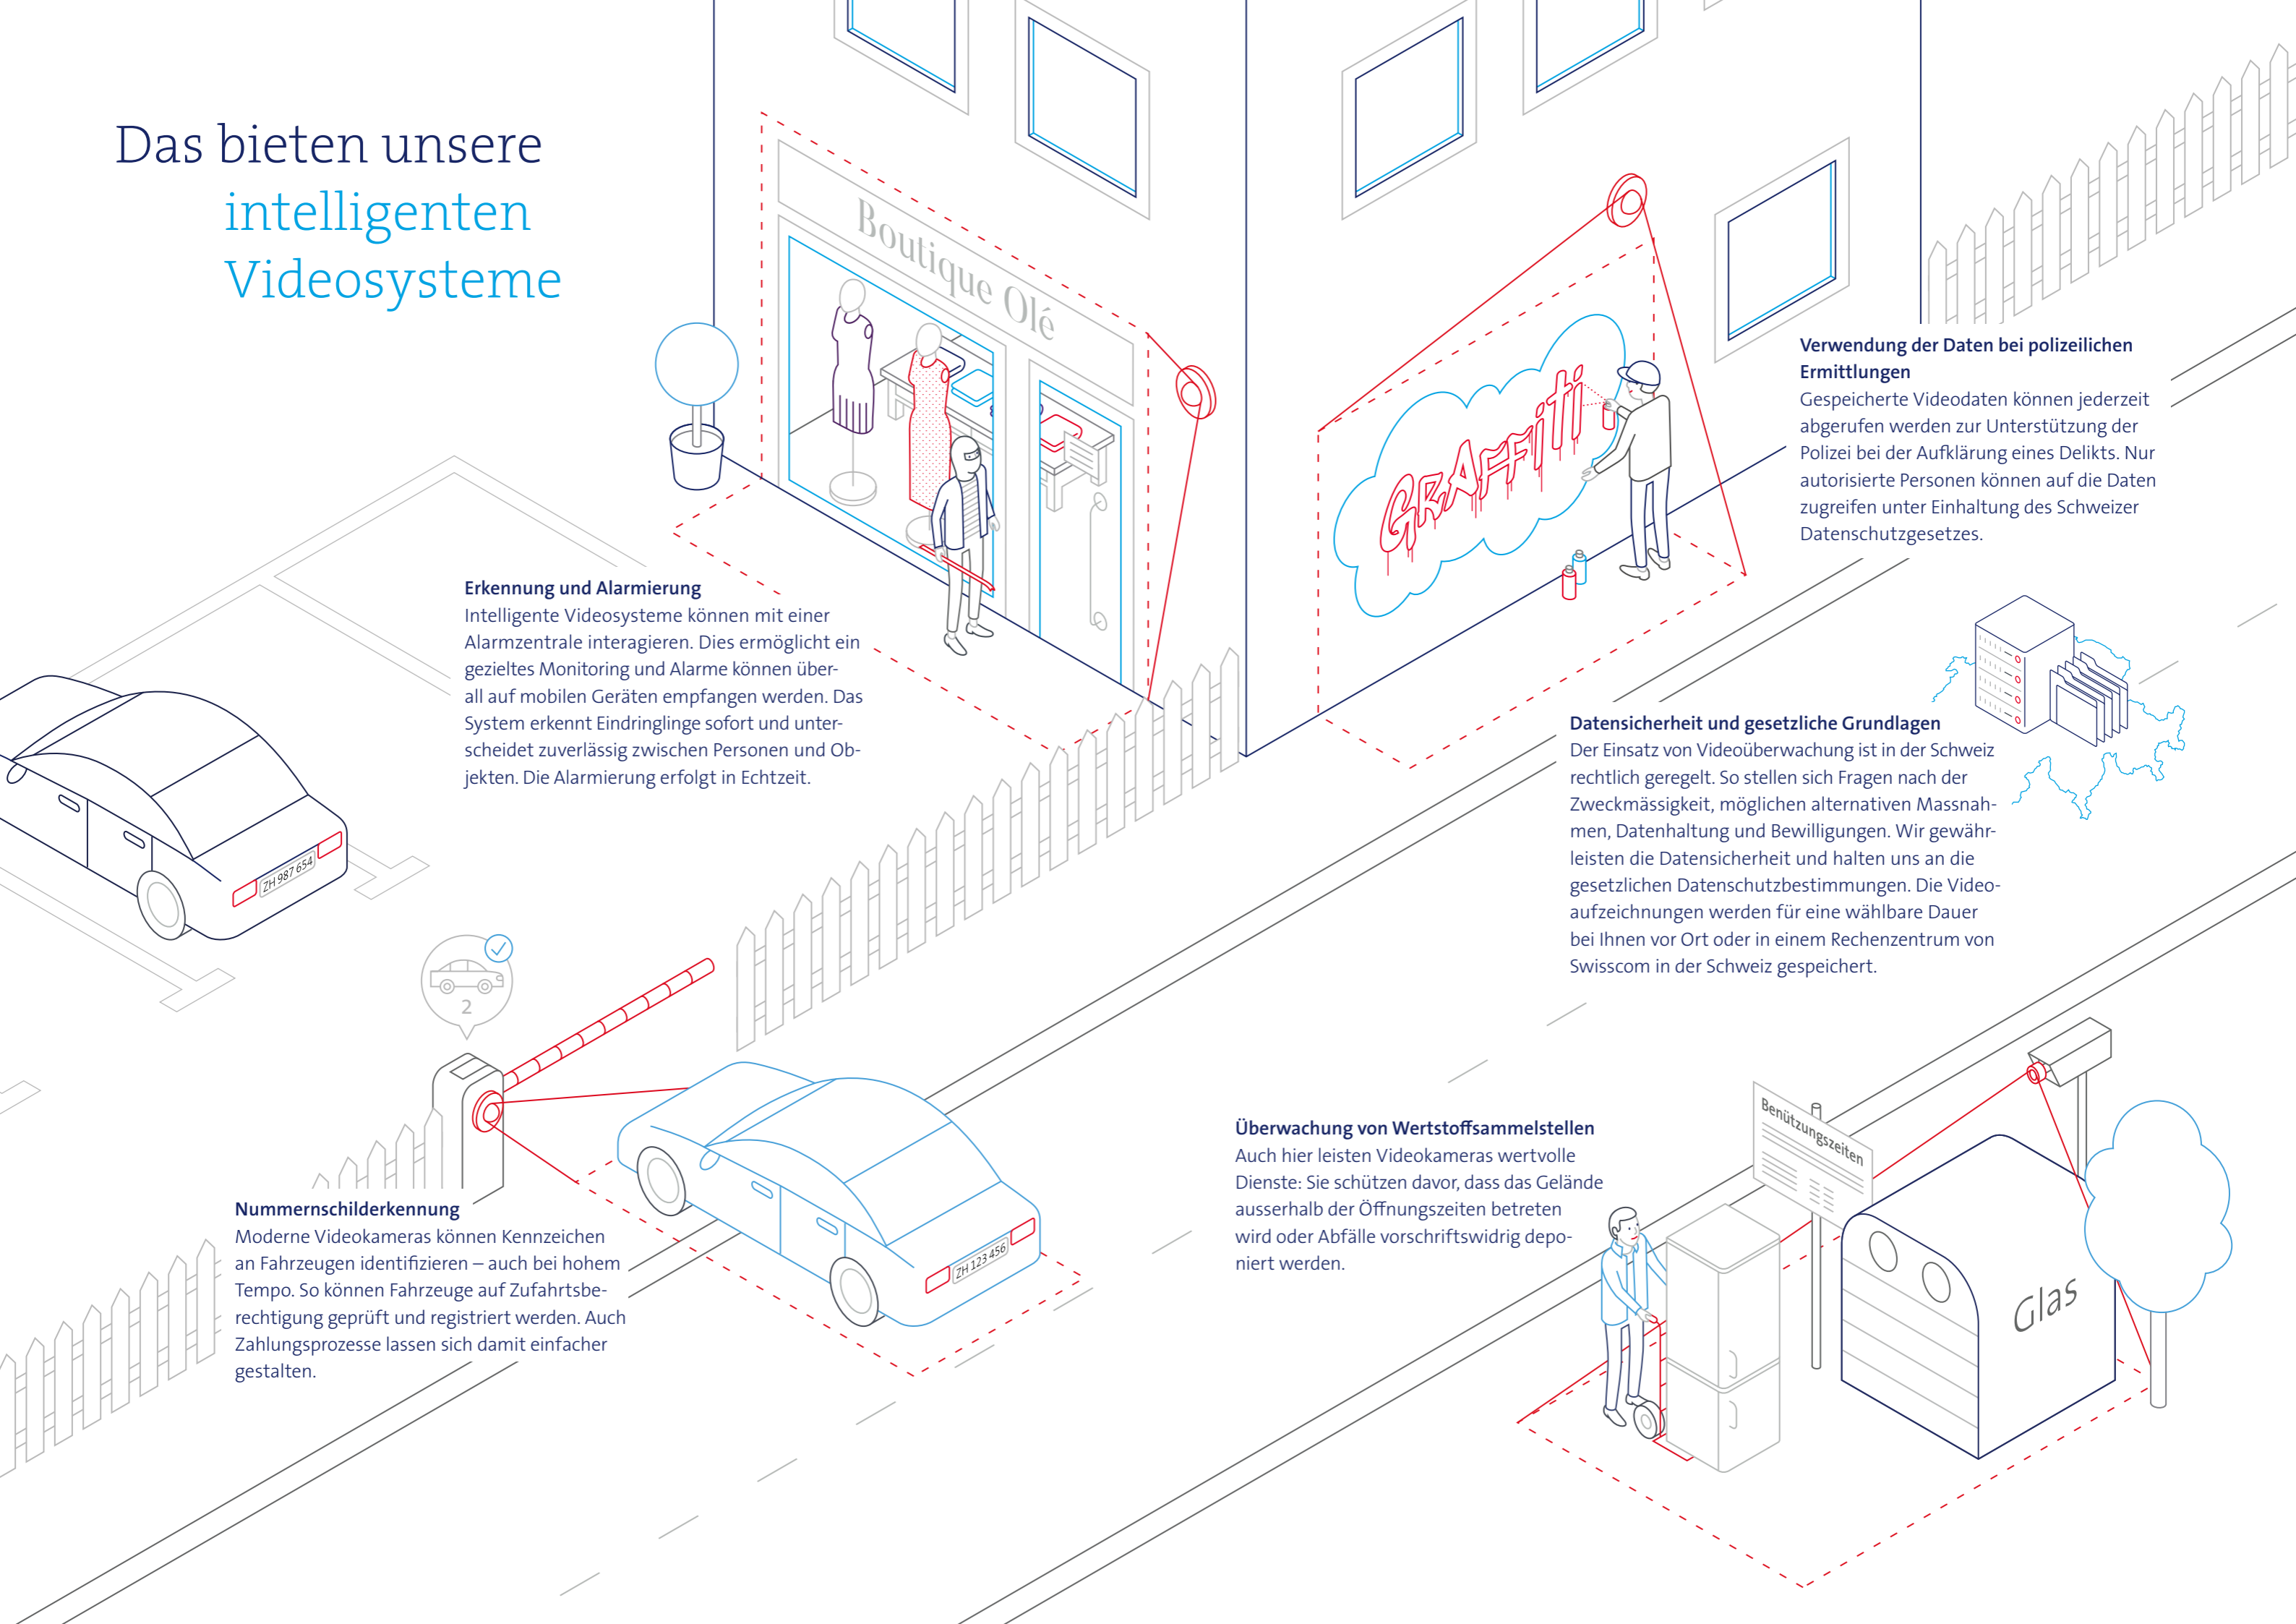 Das bieten unsere
intelligenten
Videosysteme
Boutique Olé
GRAFFiTi
Verwendung der Daten bei polizeilichen
Ermittlungen
Gespeicherte Videodaten können jederzeit
abgerufen werden zur Unterstützung der
Polizei bei der Aufklärung eines Delikts. Nur
autorisierte Personen können auf die Daten
zugreifen unter Einhaltung des Schweizer
Datenschutzgesetzes.
Erkennung und Alarmierung
Intelligente Videosysteme können mit einer
Alarmzentrale interagieren. Dies ermöglicht ein
gezieltes Monitoring und Alarme können über-
all auf mobilen Geräten empfangen werden. Das
System erkennt Eindringlinge sofort und unter-
scheidet zuverlässig zwischen Personen und Ob-
jekten. Die Alarmierung erfolgt in Echtzeit.
Datensicherheit und gesetzliche Grundlagen
Der Einsatz von Videoüberwachung ist in der Schweiz
rechtlich geregelt. So stellen sich Fragen nach der
Zweckmässigkeit, möglichen alternativen Massnah-
men, Datenhaltung und Bewilligungen. Wir gewähr-
leisten die Datensicherheit und halten uns an die
gesetzlichen Datenschutzbestimmungen. Die Video-
aufzeichnungen werden für eine wählbare Dauer
bei Ihnen vor Ort oder in einem Rechenzentrum von
Swisscom in der Schweiz gespeichert.
ZH 987 654
2
Nummernschilderkennung
Moderne Videokameras können Kennzeichen
an Fahrzeugen identifizieren – auch bei hohem
Tempo. So können Fahrzeuge auf Zufahrtsbe-
rechtigung geprüft und registriert werden. Auch
Zahlungsprozesse lassen sich damit einfacher
gestalten.
ZH 123 456
Überwachung von Wertstoffsammelstellen
Auch hier leisten Videokameras wertvolle
Dienste: Sie schützen davor, dass das Gelände
ausserhalb der Öffnungszeiten betreten
wird oder Abfälle vorschriftswidrig depo-
niert werden.
Benützungszeiten
Glas